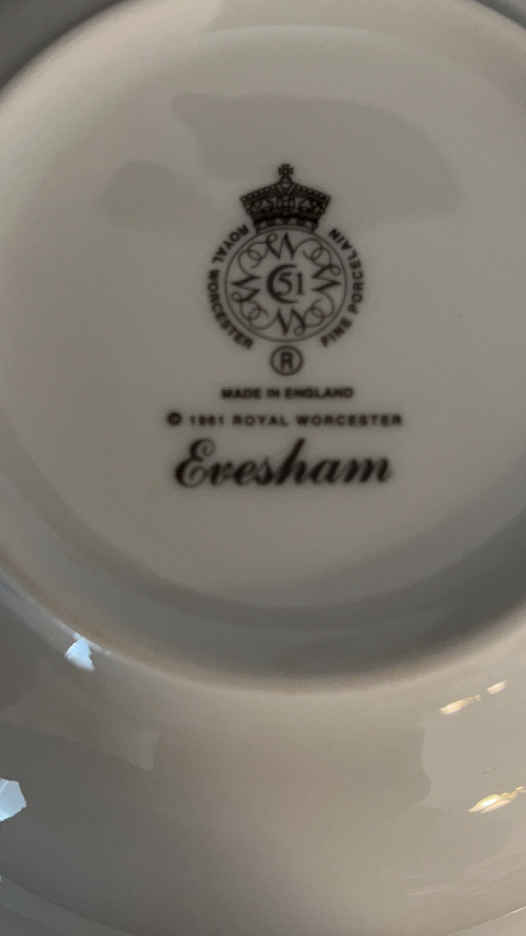 ROYAL WORCESTER
FINE PORCELAIN
51
®
MADE IN ENGLAND
© 1961 ROYAL WORCESTER
Evesham